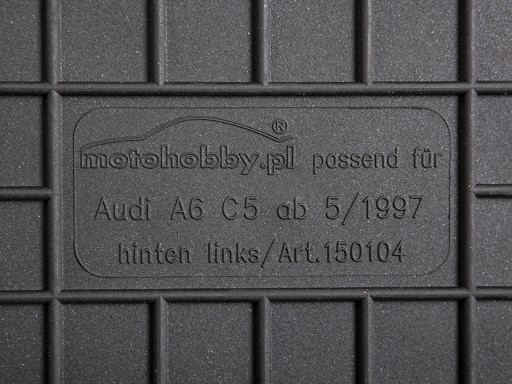 motohobby.pl ® passend für
Audi A6 C5 ab 5/1997
hinten links/Art.150104